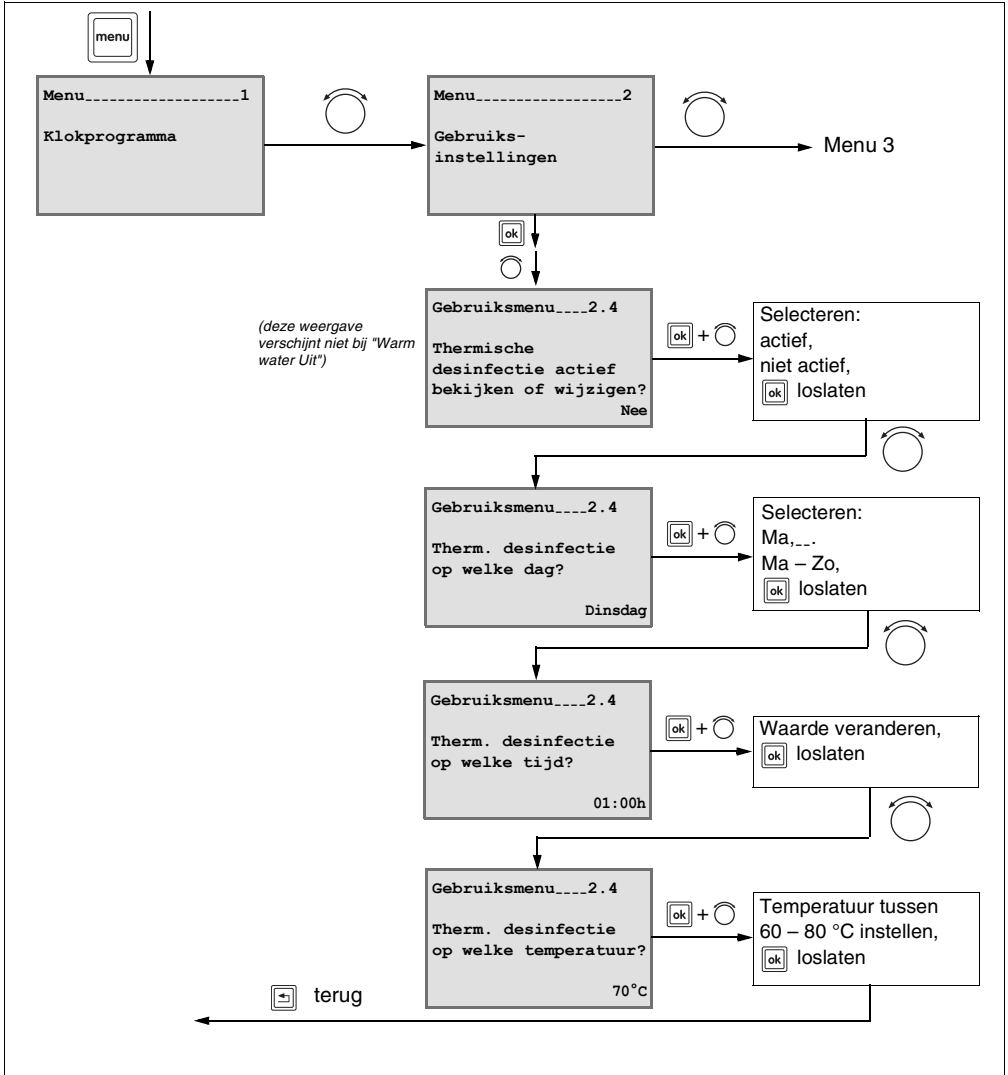 menu
Menu___________________1
Klokprogramma
Menu__________________2
Gebruiks-
instellingen
Menu 3
ok
(deze weergave
verschijnt niet bij "Warm
water Uit")
Gebruiksmenu____2.4
Thermische
desinfectie actief
bekijken of wijzigen?
Nee
ok +
Selecteren:
actief,
niet actief,
ok loslaten
Gebruiksmenu____2.4
Therm. desinfectie
op welke dag?
Dinsdag
ok +
Selecteren:
Ma,__.
Ma – Zo,
ok loslaten
Gebruiksmenu____2.4
Therm. desinfectie
op welke tijd?
01:00h
ok +
Waarde veranderen,
ok loslaten
Gebruiksmenu____2.4
Therm. desinfectie
op welke temperatuur?
70°C
ok +
Temperatuur tussen
60 – 80 °C instellen,
ok loslaten
terug